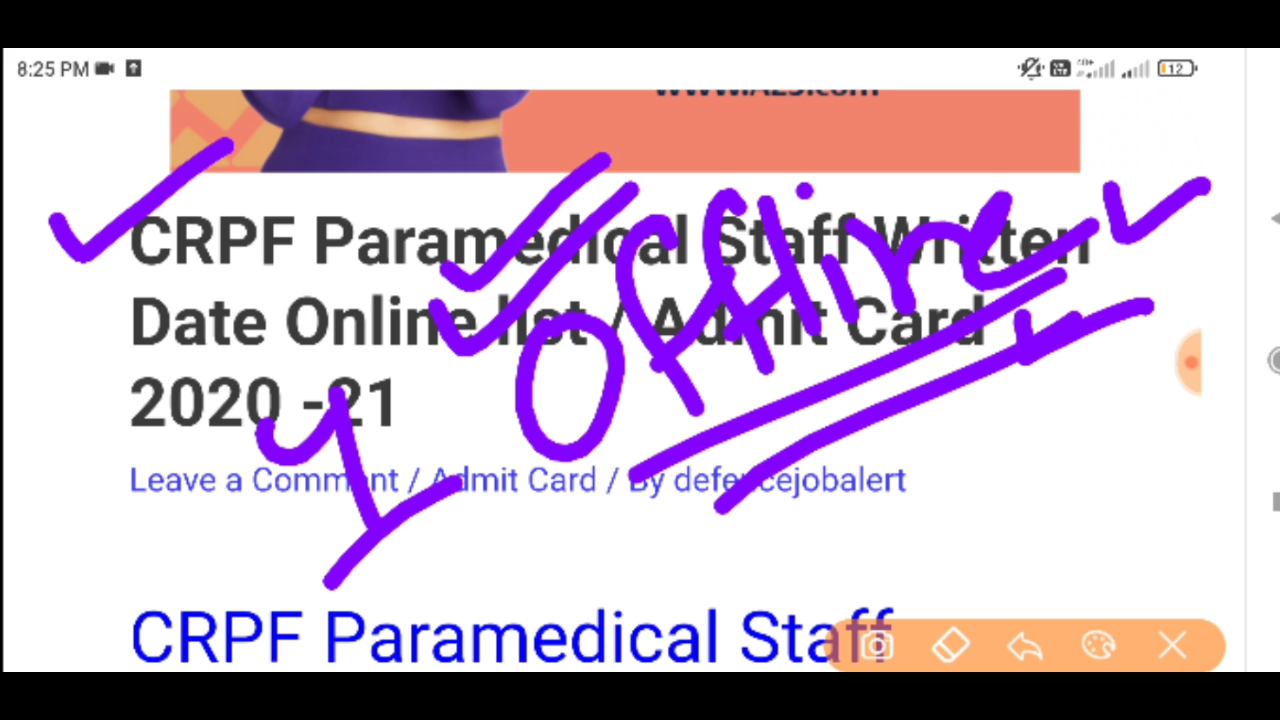 8:25 PM
12
CRPF Paramedical Staff Written
Date Online list / Admit Card
2020 -21
Offline
Leave a Comment / Admit Card / By defencejobalert
CRPF Paramedical Staff